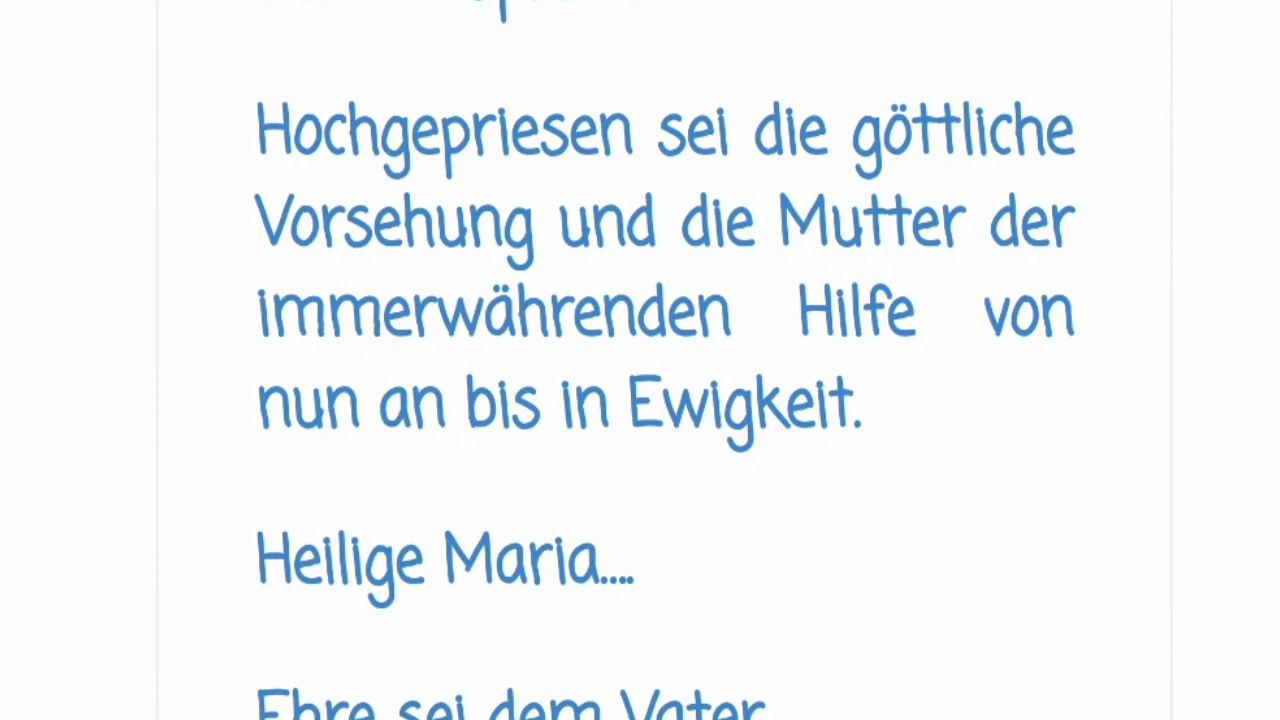 Hochgepriesen sei die göttliche
Vorsehung und die Mutter der
immerwährenden Hilfe von
nun an bis in Ewigkeit.
Heilige Maria....
Ehre sei dem Vater